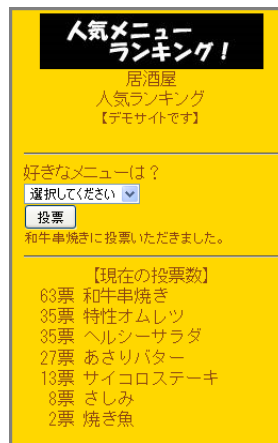 人気メニュー
ランキング！
居酒屋
人気ランキング
【デモサイトです】
好きなメニューは？
選択してください
投票
和牛串焼きに投票いただきました。
【現在の投票数】
63票 和牛串焼き
35票 特性オムレツ
35票 ヘルシーサラダ
27票 あさりバター
13票 サイコロステーキ
8票 さしみ
2票 焼き魚